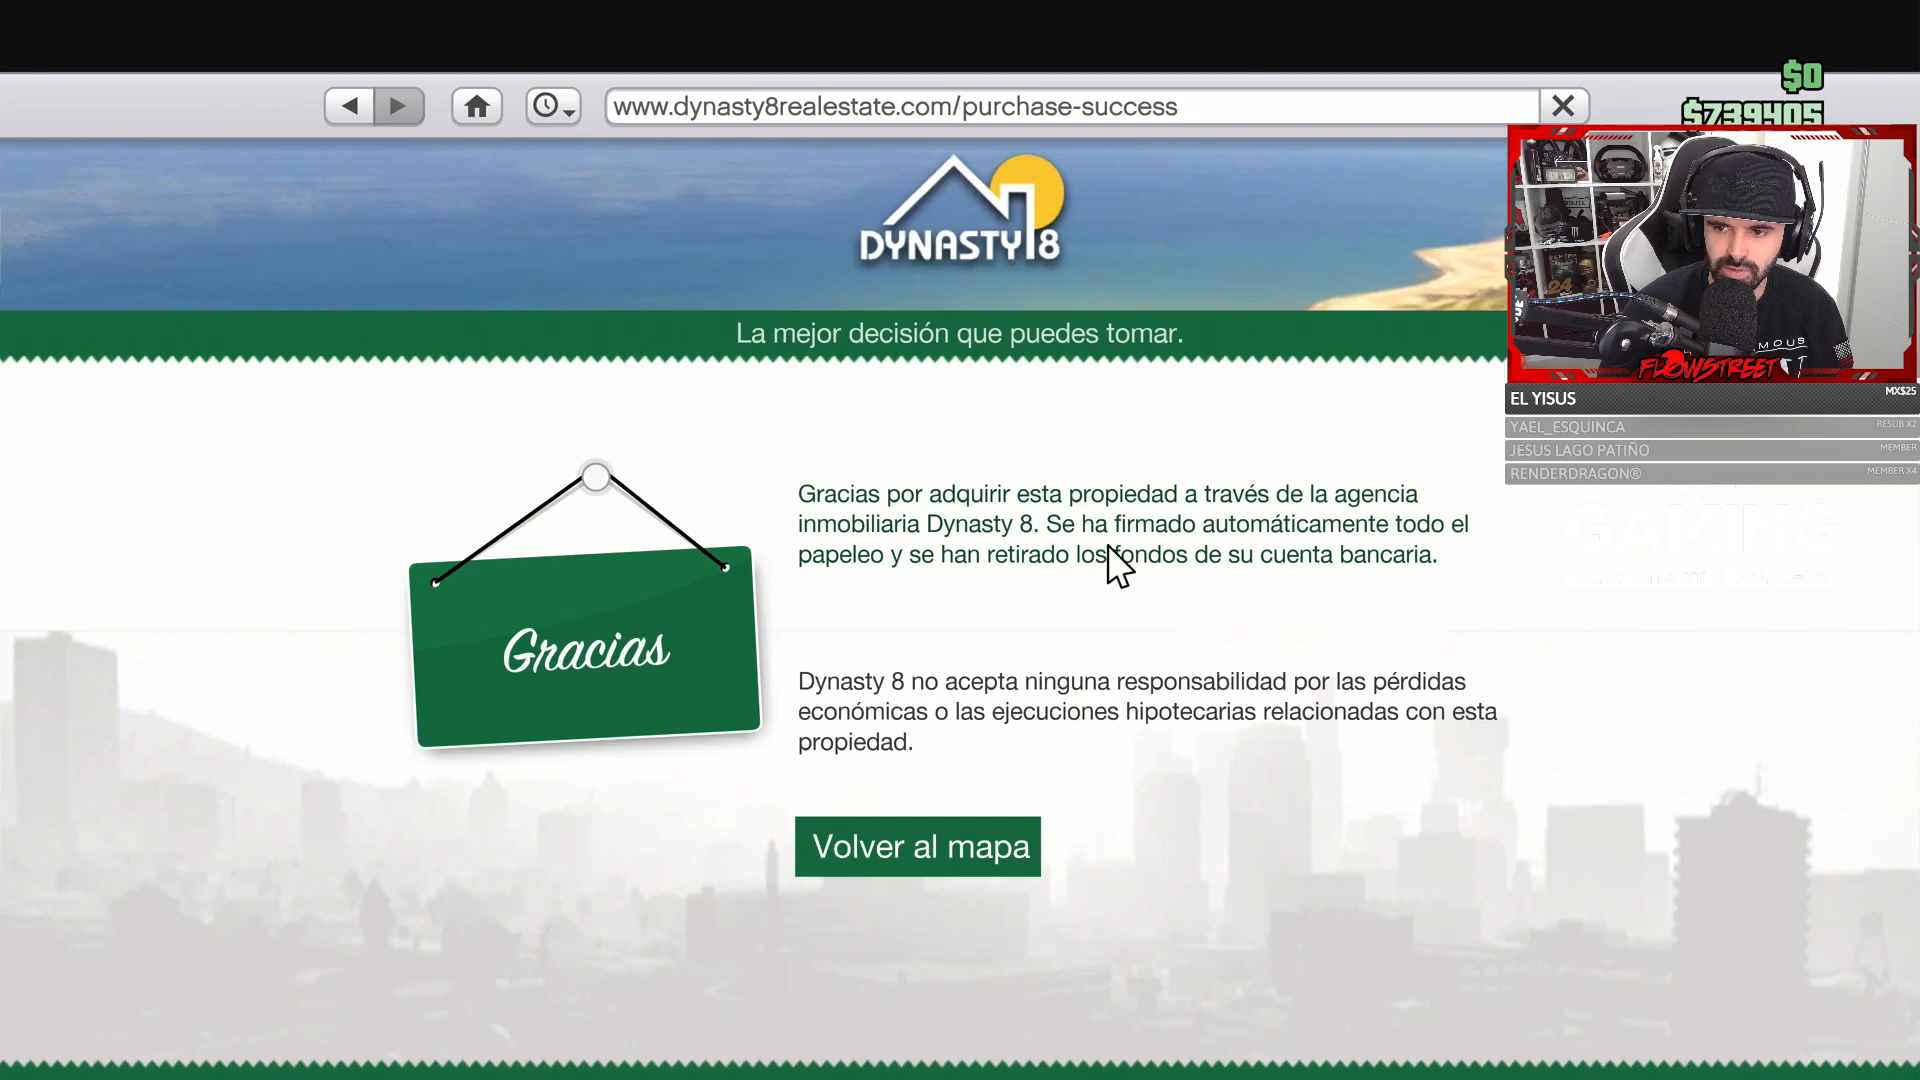 $0
$739405
www.dynasty8realestate.com/purchase-success
DYNASTY 8
La mejor decisión que puedes tomar.
FLOWSTREET
EL YISUS MX$25
YAEL_ESQUINCA RESUB X2
JESUS LAGO PATIÑO MEMBER
RENDERDRAGON® MEMBER X4
GAMING
Gracias por adquirir esta propiedad a través de la agencia
inmobiliaria Dynasty 8. Se ha firmado automáticamente todo el
papeleo y se han retirado los fondos de su cuenta bancaria.
Gracias
Dynasty 8 no acepta ninguna responsabilidad por las pérdidas
económicas o las ejecuciones hipotecarias relacionadas con esta
propiedad.
Volver al mapa